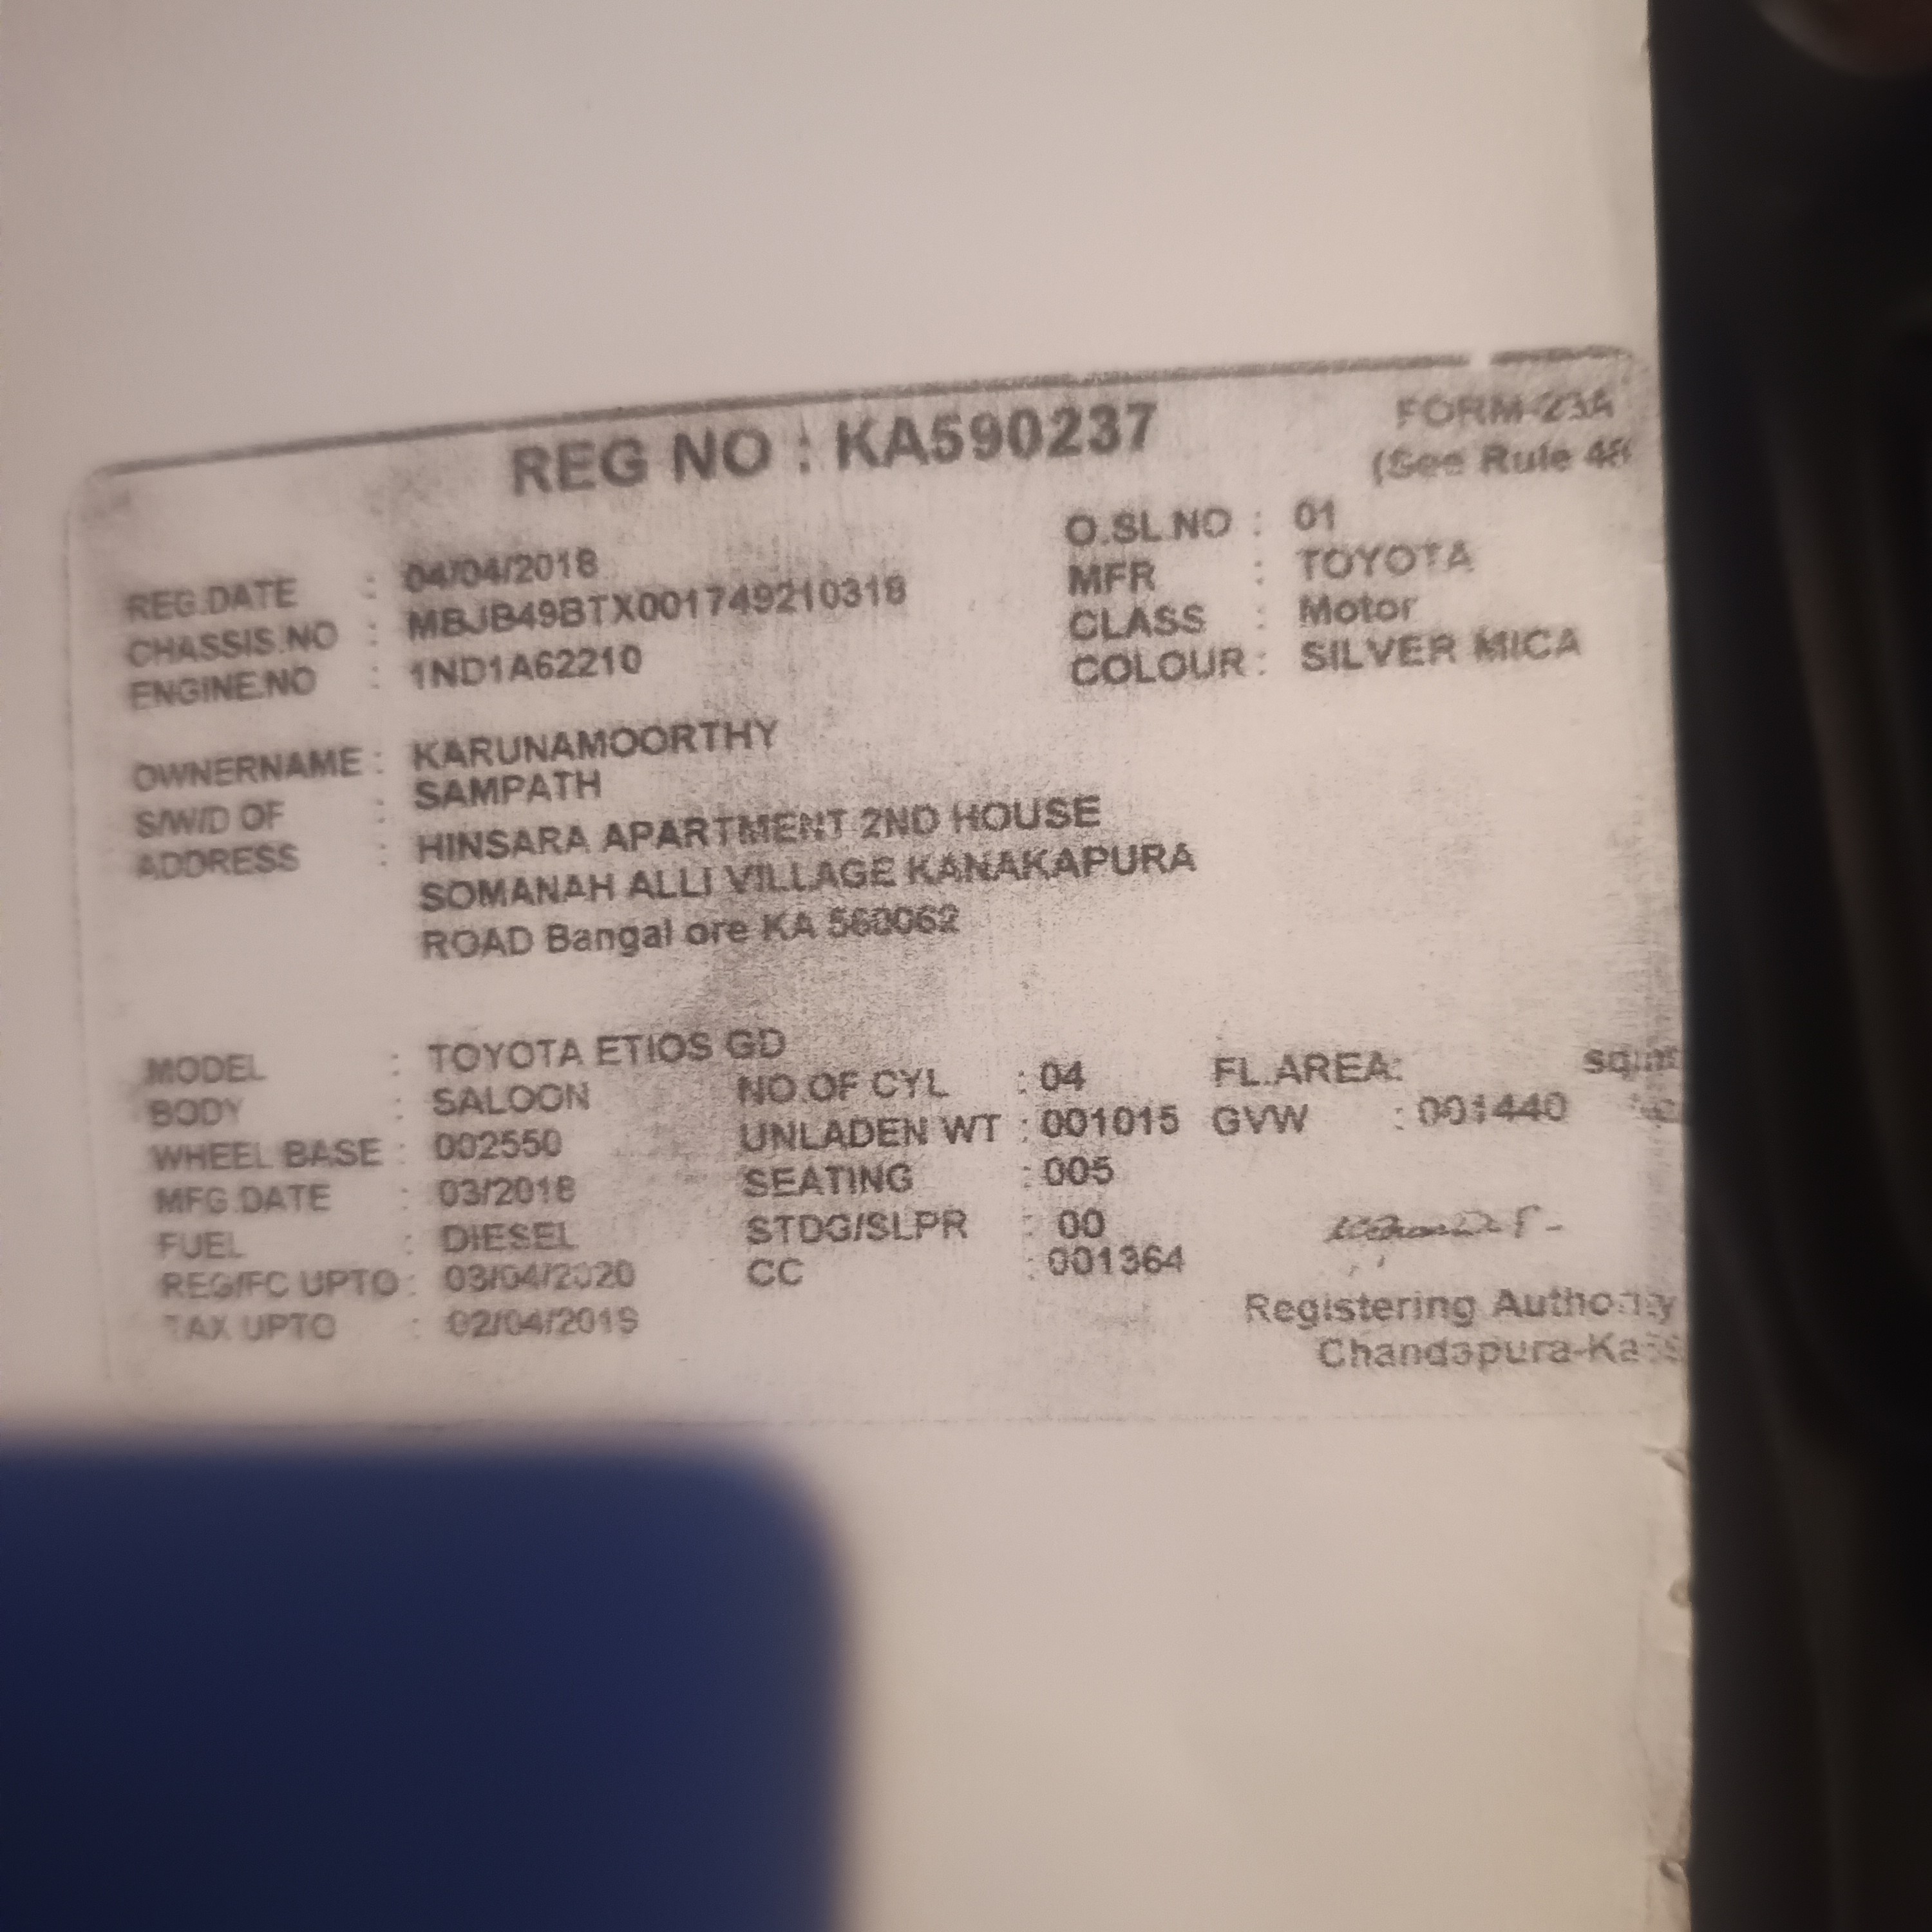 REG NO : KA590237
FORM-23A
(See Rule 48
REG.DATE : 04/04/2018
O.SL.NO : 01
CHASSIS.NO : MBJB49BTX001749210318
MFR : TOYOTA
ENGINE.NO : 1ND1A62210
CLASS : Motor
COLOUR : SILVER MICA
OWNERNAME : KARUNAMOORTHY
S/W/D OF : SAMPATH
ADDRESS : HINSARA APARTMENT 2ND HOUSE
SOMANAH ALLI VILLAGE KANAKAPURA
ROAD Bangal ore KA 560062
MODEL : TOYOTA ETIOS GD
BODY : SALOON NO.OF CYL : 04 FL.AREA:
WHEEL BASE : 002550 UNLADEN WT : 001015 GVW : 001440
MFG.DATE : 03/2018 SEATING : 005
FUEL : DIESEL STDG/SLPR : 00
REG/FC UPTO : 03/04/2020 CC : 001364
TAX UPTO : 02/04/2019
Registering Authority